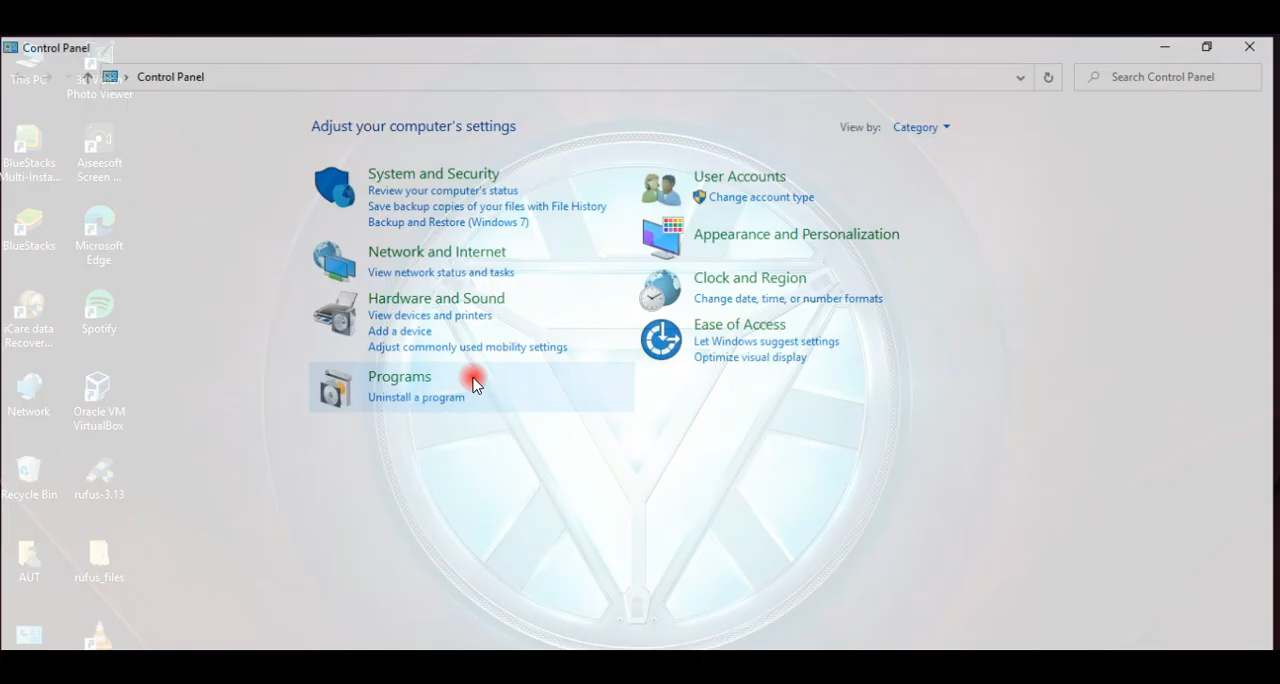 Control Panel
Control Panel
Search Control Panel
Adjust your computer's settings
View by: Category
System and Security
Review your computer's status
Save backup copies of your files with File History
Backup and Restore (Windows 7)
Network and Internet
View network status and tasks
Hardware and Sound
View devices and printers
Add a device
Adjust commonly used mobility settings
Programs
Uninstall a program
User Accounts
Change account type
Appearance and Personalization
Clock and Region
Change date, time, or number formats
Ease of Access
Let Windows suggest settings
Optimize visual display
This PC
Photo Viewer
BlueStacks
Multi-Insta...
Aiseesoft
Screen ...
BlueStacks
Microsoft
Edge
iCare data
Recover...
Spotify
Network
Oracle VM
VirtualBox
Recycle Bin
rufus-3.13
AUT
rufus_files